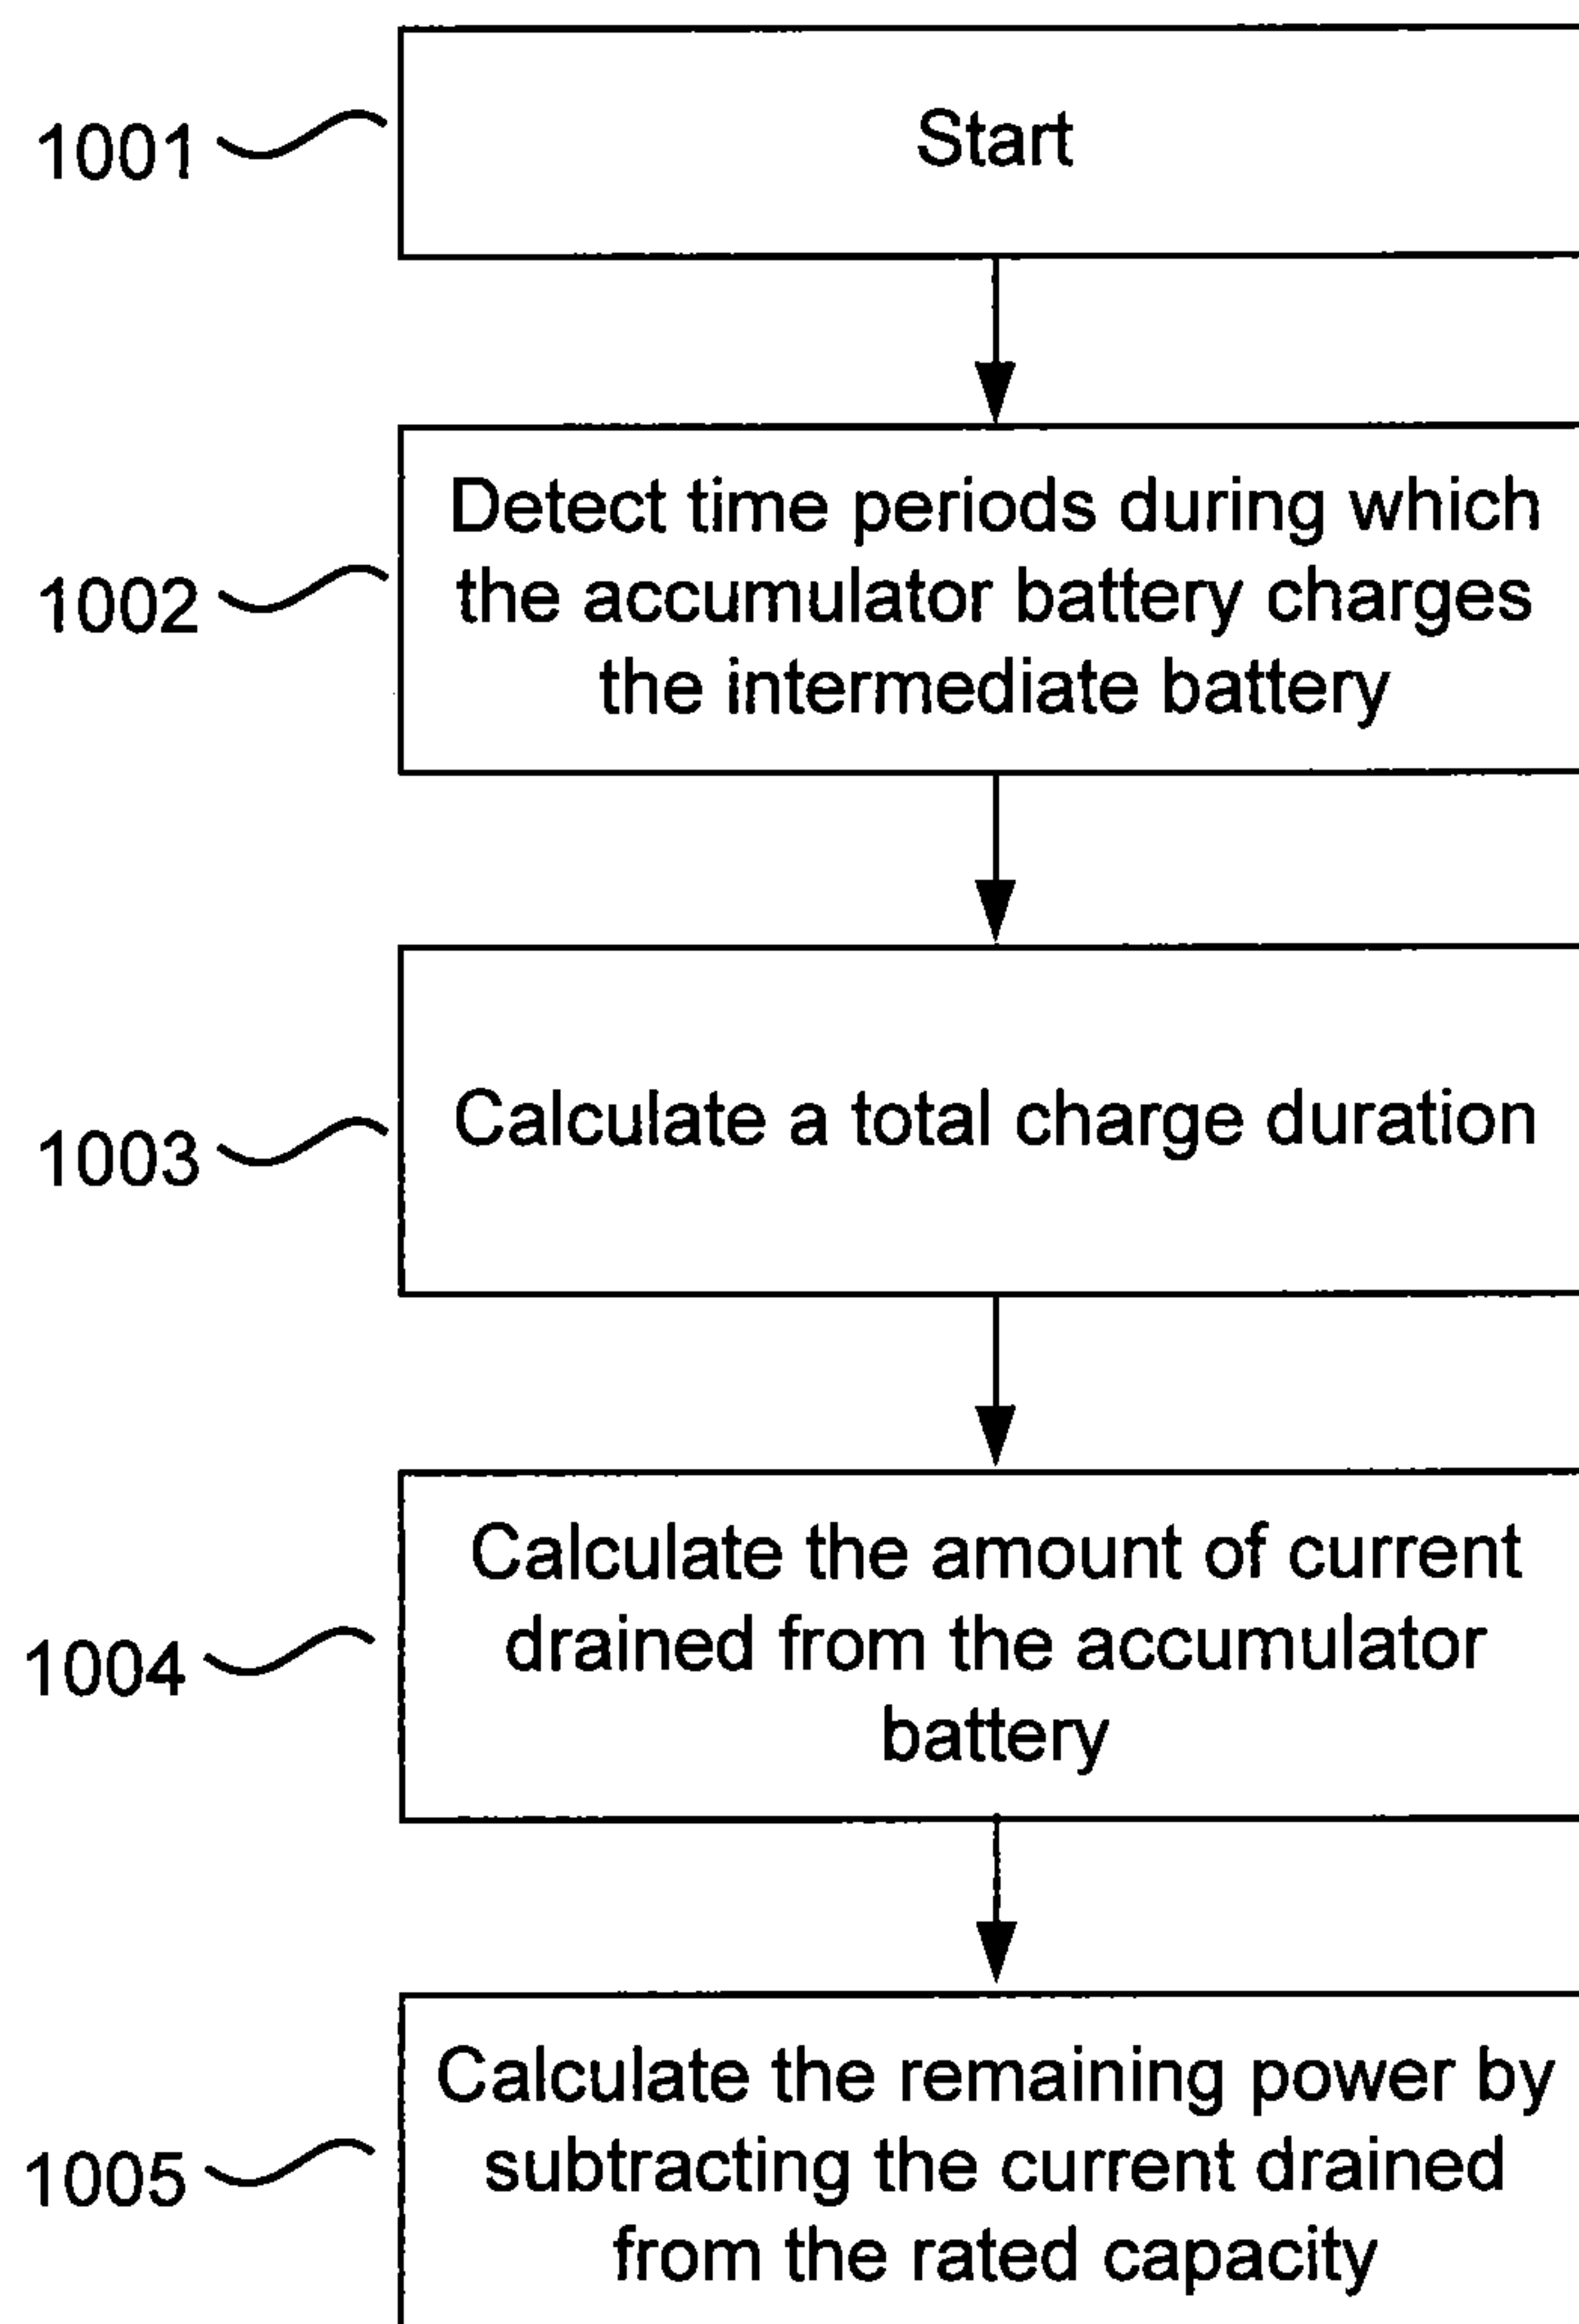 1001
Start
1002
Detect time periods during which
the accumulator battery charges
the intermediate battery
1003
Calculate a total charge duration
1004
Calculate the amount of current
drained from the accumulator
battery
1005
Calculate the remaining power by
subtracting the current drained
from the rated capacity